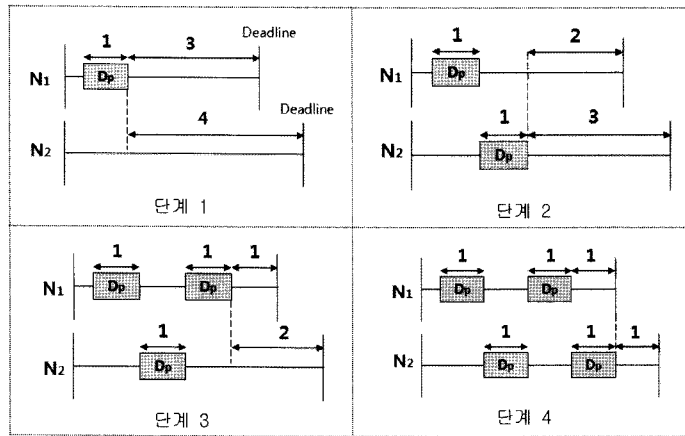 Deadline
1 3
N1 Dp
Deadline
4
N2
단계 1
1 2
N1 Dp
1 3
N2 Dp
단계 2
1 1 1
N1 Dp Dp
1 2
N2 Dp
단계 3
1 1 1
N1 Dp Dp
1 1 1
N2 Dp Dp
단계 4